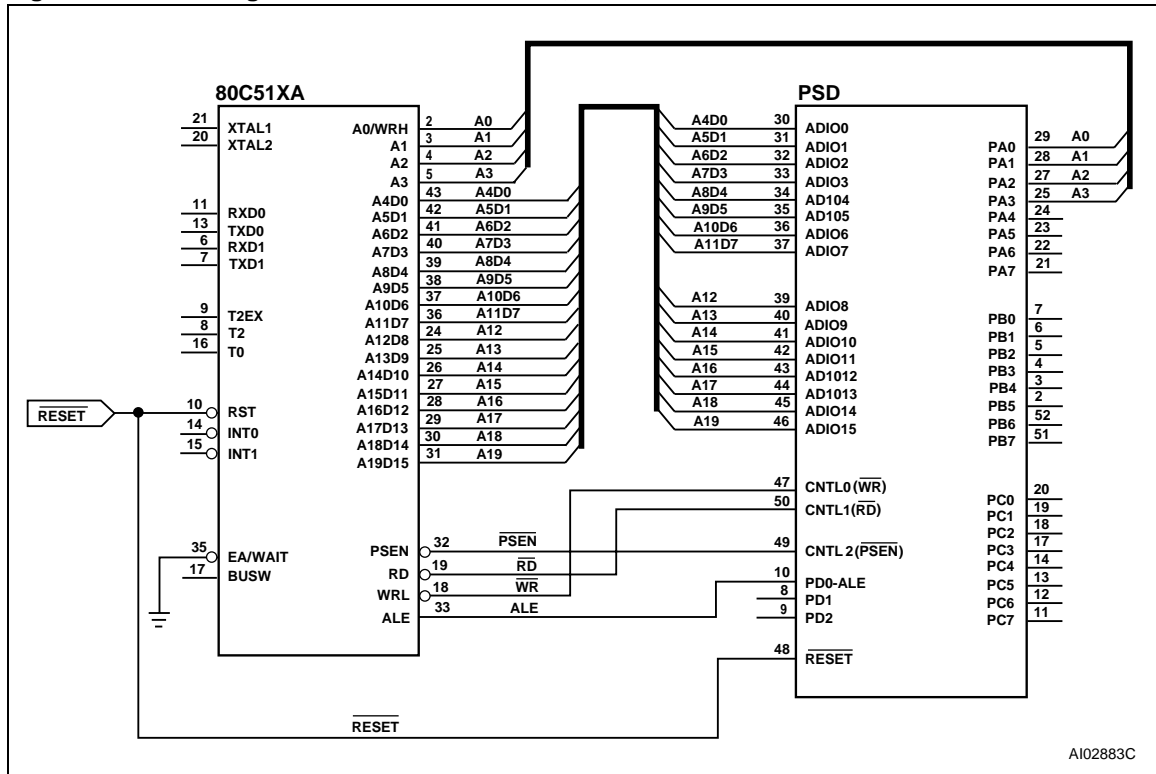 80C51XA
PSD
21 XTAL1
20 XTAL2
11 RXD0
13 TXD0
6 RXD1
7 TXD1
9 T2EX
8 T2
16 T0
RESET
10 RST
14 INT0
15 INT1
35 EA/WAIT
17 BUSW
A0/WRH 2 A0
A1 3 A1
A2 4 A2
A3 5 A3
A4D0 43 A4D0
A5D1 42 A5D1
A6D2 41 A6D2
A7D3 40 A7D3
A8D4 39 A8D4
A9D5 38 A9D5
A10D6 37 A10D6
A11D7 36 A11D7
A12D8 24 A12
A13D9 25 A13
A14D10 26 A14
A15D11 27 A15
A16D12 28 A16
A17D13 29 A17
A18D14 30 A18
A19D15 31 A19
PSEN 32 PSEN
RD 19 RD
WRL 18 WR
ALE 33 ALE
A4D0 30 ADIO0
A5D1 31 ADIO1
A6D2 32 ADIO2
A7D3 33 ADIO3
A8D4 34 AD104
A9D5 35 AD105
A10D6 36 ADIO6
A11D7 37 ADIO7
A12 39 ADIO8
A13 40 ADIO9
A14 41 ADIO10
A15 42 ADIO11
A16 43 AD1012
A17 44 AD1013
A18 45 ADIO14
A19 46 ADIO15
47 CNTL0(WR)
50 CNTL1(RD)
49 CNTL 2(PSEN)
10 PD0-ALE
8 PD1
9 PD2
48 RESET
PA0 29 A0
PA1 28 A1
PA2 27 A2
PA3 25 A3
PA4 24
PA5 23
PA6 22
PA7 21
PB0 7
PB1 6
PB2 5
PB3 4
PB4 3
PB5 2
PB6 52
PB7 51
PC0 20
PC1 19
PC2 18
PC3 17
PC4 14
PC5 13
PC6 12
PC7 11
RESET
AI02883C